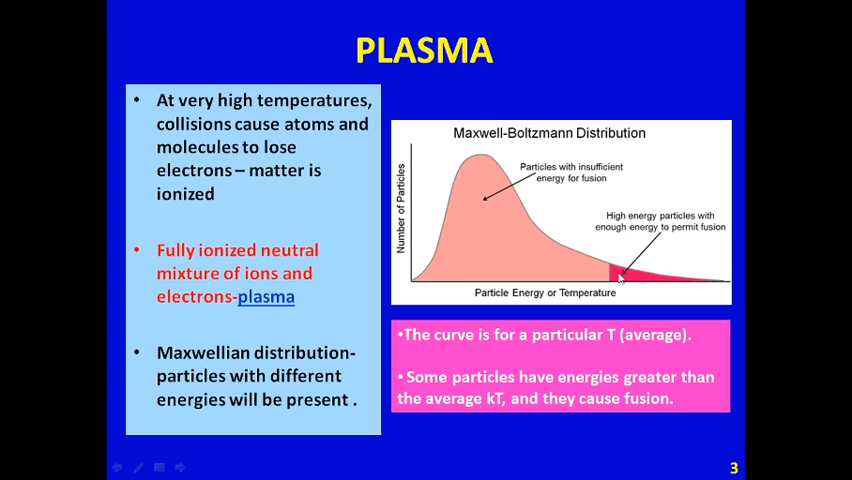 PLASMA
• At very high temperatures,
collisions cause atoms and
molecules to lose
electrons – matter is
ionized
• Fully ionized neutral
mixture of ions and
electrons-plasma
• Maxwellian distribution-
particles with different
energies will be present .
Maxwell-Boltzmann Distribution
Number of Particles
Particles with insufficient
energy for fusion
High energy particles with
enough energy to permit fusion
Particle Energy or Temperature
•The curve is for a particular T (average).
• Some particles have energies greater than
the average kT, and they cause fusion.
3